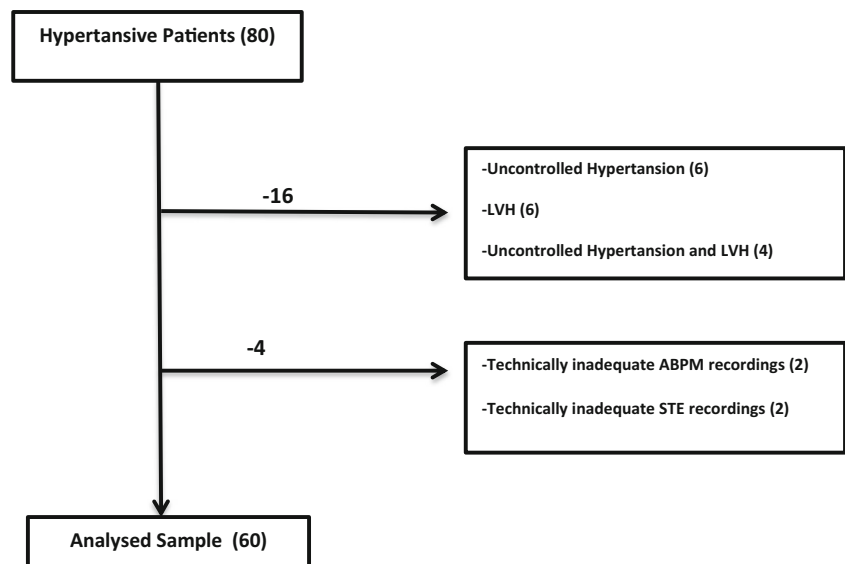 Hypertansive Patients (80)
-16
-Uncontrolled Hypertansion (6)
-LVH (6)
-Uncontrolled Hypertansion and LVH (4)
-4
-Technically inadequate ABPM recordings (2)
-Technically inadequate STE recordings (2)
Analysed Sample (60)